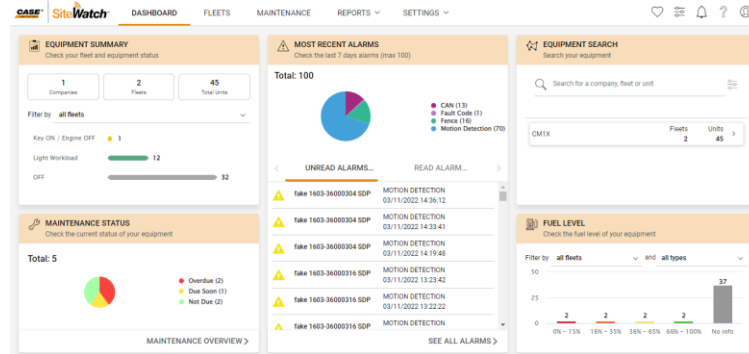 CASE SiteWatch DASHBOARD FLEETS MAINTENANCE REPORTS SETTINGS ?
EQUIPMENT SUMMARY
Check your fleet and equipment status
1 2 45
Companies Fleets Total Units
Filter by all fleets
Key ON / Engine OFF 1
Light Workload 12
OFF 32
MOST RECENT ALARMS
Check the last 7 days alarms (max 100)
Total: 100
CAN (13)
Fault Code (1)
Fence (16)
Motion Detection (70)
UNREAD ALARMS... READ ALARM...
fake 1603-36000304 SDP MOTION DETECTION
03/11/2022 14:36:12
fake 1603-36000304 SDP MOTION DETECTION
03/11/2022 14:33:41
fake 1603-36000304 SDP MOTION DETECTION
03/11/2022 14:19:48
fake 1603-36000316 SDP MOTION DETECTION
03/11/2022 13:23:42
fake 1603-36000316 SDP MOTION DETECTION
03/11/2022 13:22:22
fake 1603-36000316 SDP MOTION DETECTION
SEE ALL ALARMS >
EQUIPMENT SEARCH
Search your equipment
Search for a company, fleet or unit
CM1X Fleets Units >
2 45
MAINTENANCE STATUS
Check the current status of your equipment
Total: 5
Overdue (2)
Due Soon (1)
Not Due (2)
MAINTENANCE OVERVIEW >
FUEL LEVEL
Check the fuel level of your equipment
Filter by all fleets and all types
50
25
0
2 2 2 2 37
0% - 15% 16% - 35% 36% - 65% 66% - 100% No info